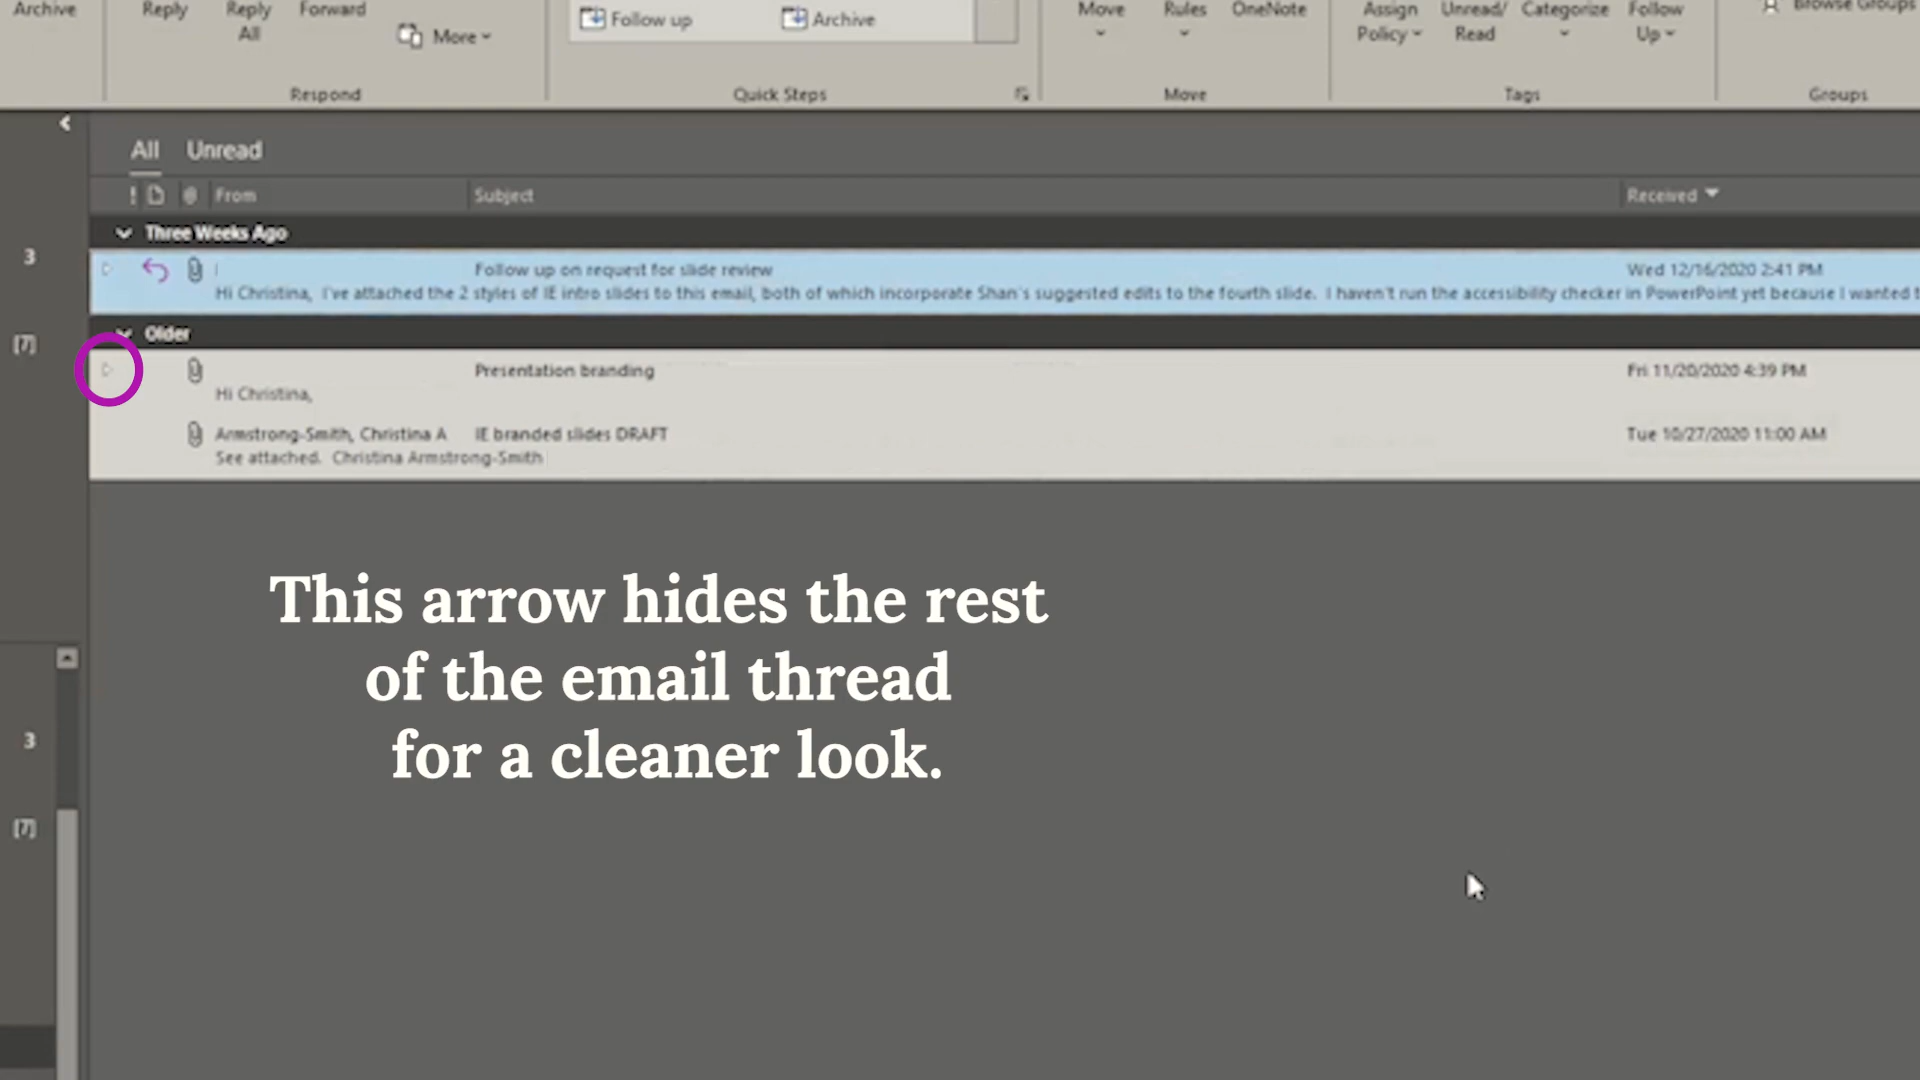 Archive Reply Reply All Forward More
Follow up Archive
Move Rules OneNote
Assign Policy Unread/ Read Categorize Follow Up
Browse Groups
Respond Quick Steps Move Tags Groups
All Unread
From Subject Received
Three Weeks Ago
3
Follow up on request for slide review Wed 12/16/2020 2:41 PM
Hi Christina, I've attached the 2 styles of IE intro slides to this email, both of which incorporate Shan's suggested edits to the fourth slide. I haven't run the accessibility checker in PowerPoint yet because I wanted
Older
[7]
Presentation branding Fri 11/20/2020 4:39 PM
Hi Christina,
Armstrong-Smith, Christina A IE branded slides DRAFT Tue 10/27/2020 11:00 AM
See attached. Christina Armstrong-Smith
This arrow hides the rest
of the email thread
for a cleaner look.
3
[7]